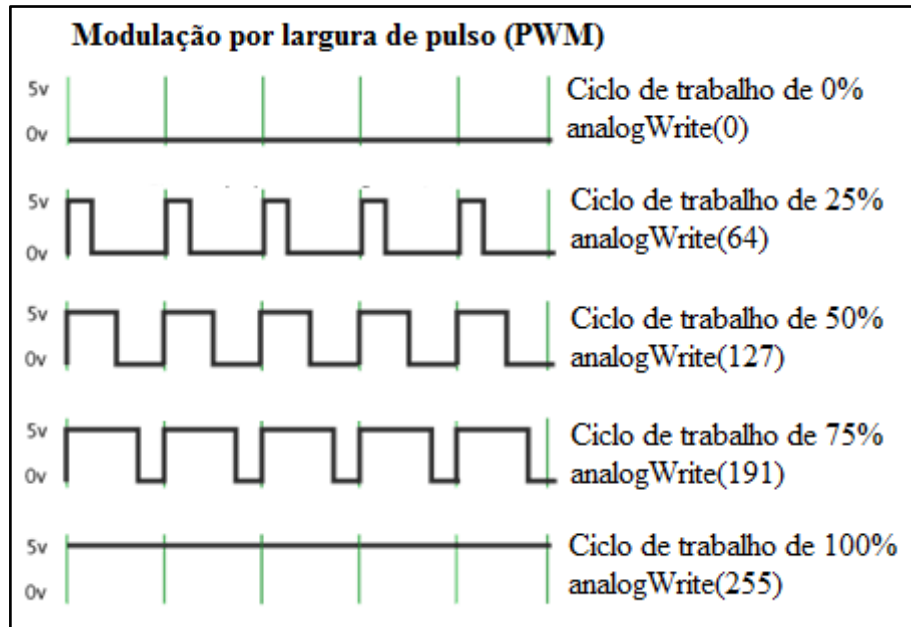 Modulação por largura de pulso (PWM)
5v
0v
Ciclo de trabalho de 0%
analogWrite(0)
5v
0v
Ciclo de trabalho de 25%
analogWrite(64)
5v
0v
Ciclo de trabalho de 50%
analogWrite(127)
5v
0v
Ciclo de trabalho de 75%
analogWrite(191)
5v
0v
Ciclo de trabalho de 100%
analogWrite(255)